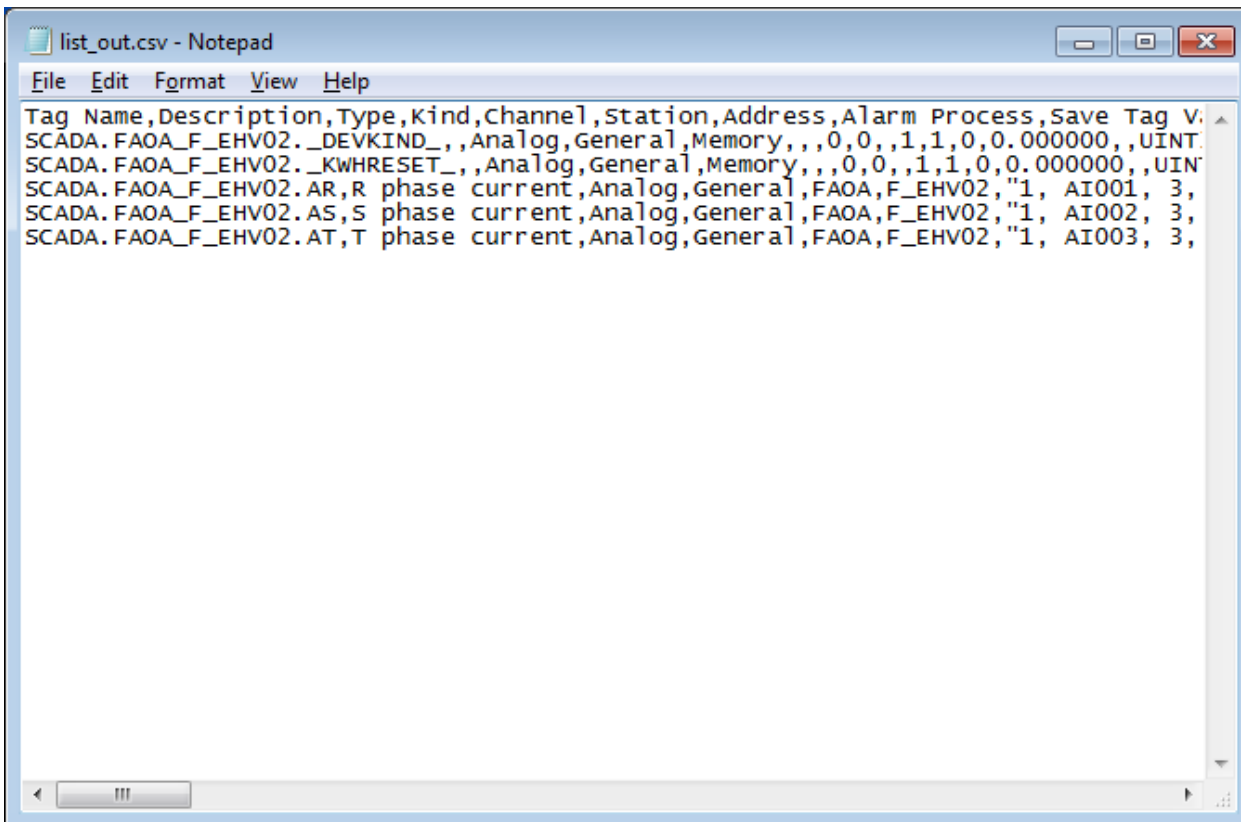 list_out.csv - Notepad
File Edit Format View Help
Tag Name,Description,Type,Kind,Channel,Station,Address,Alarm Process,Save Tag
SCADA.FAOA_F_EHV02._DEVKIND_,,Analog,General,Memory,,,0,0,,1,1,0,0.000000,,UINT
SCADA.FAOA_F_EHV02._KWHRESET_,,Analog,General,Memory,,,0,0,,1,1,0,0.000000,,UIN
SCADA.FAOA_F_EHV02.AR,R phase current,Analog,General,FAOA,F_EHV02,"1, AI001, 3,
SCADA.FAOA_F_EHV02.AS,S phase current,Analog,General,FAOA,F_EHV02,"1, AI002, 3,
SCADA.FAOA_F_EHV02.AT,T phase current,Analog,General,FAOA,F_EHV02,"1, AI003, 3,